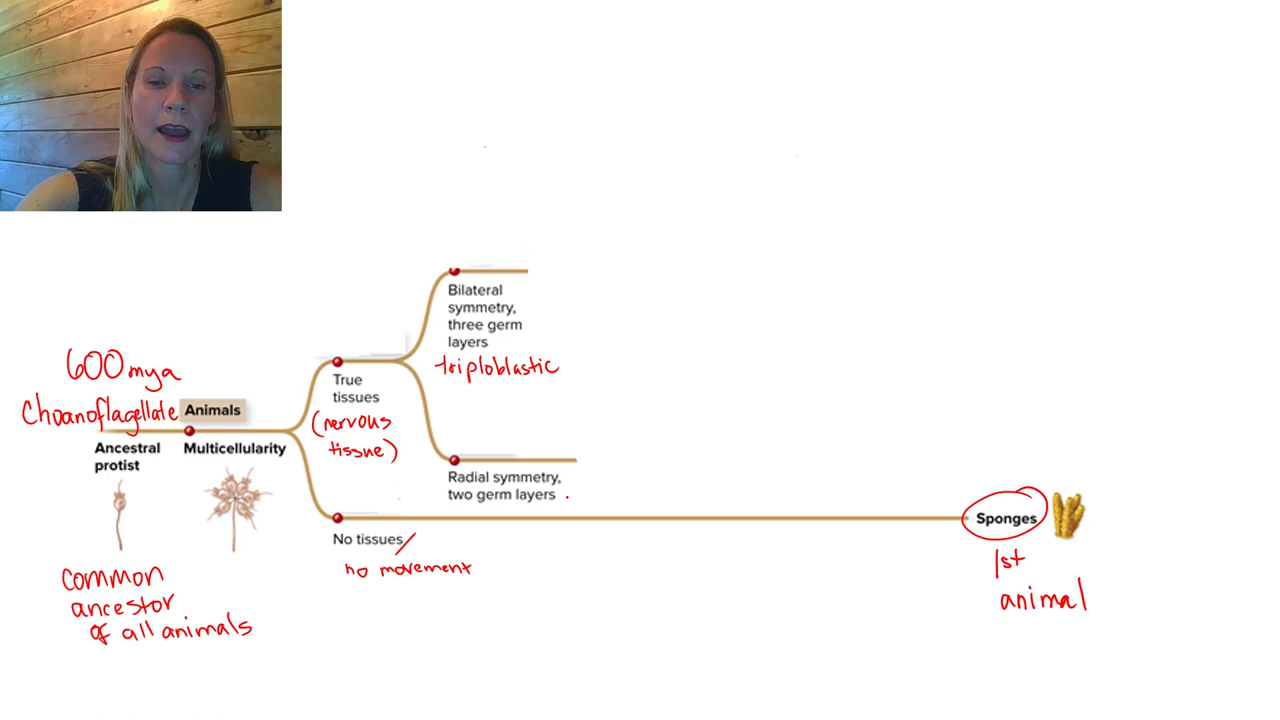 600 mya
Choanoflagellate
Animals
Ancestral
protist
Multicellularity
common
ancestor
of all animals
True
tissues
(nervous
tissue)
Bilateral
symmetry,
three germ
layers
triploblastic
Radial symmetry,
two germ layers .
No tissues/
no movement
Sponges
1st
animal